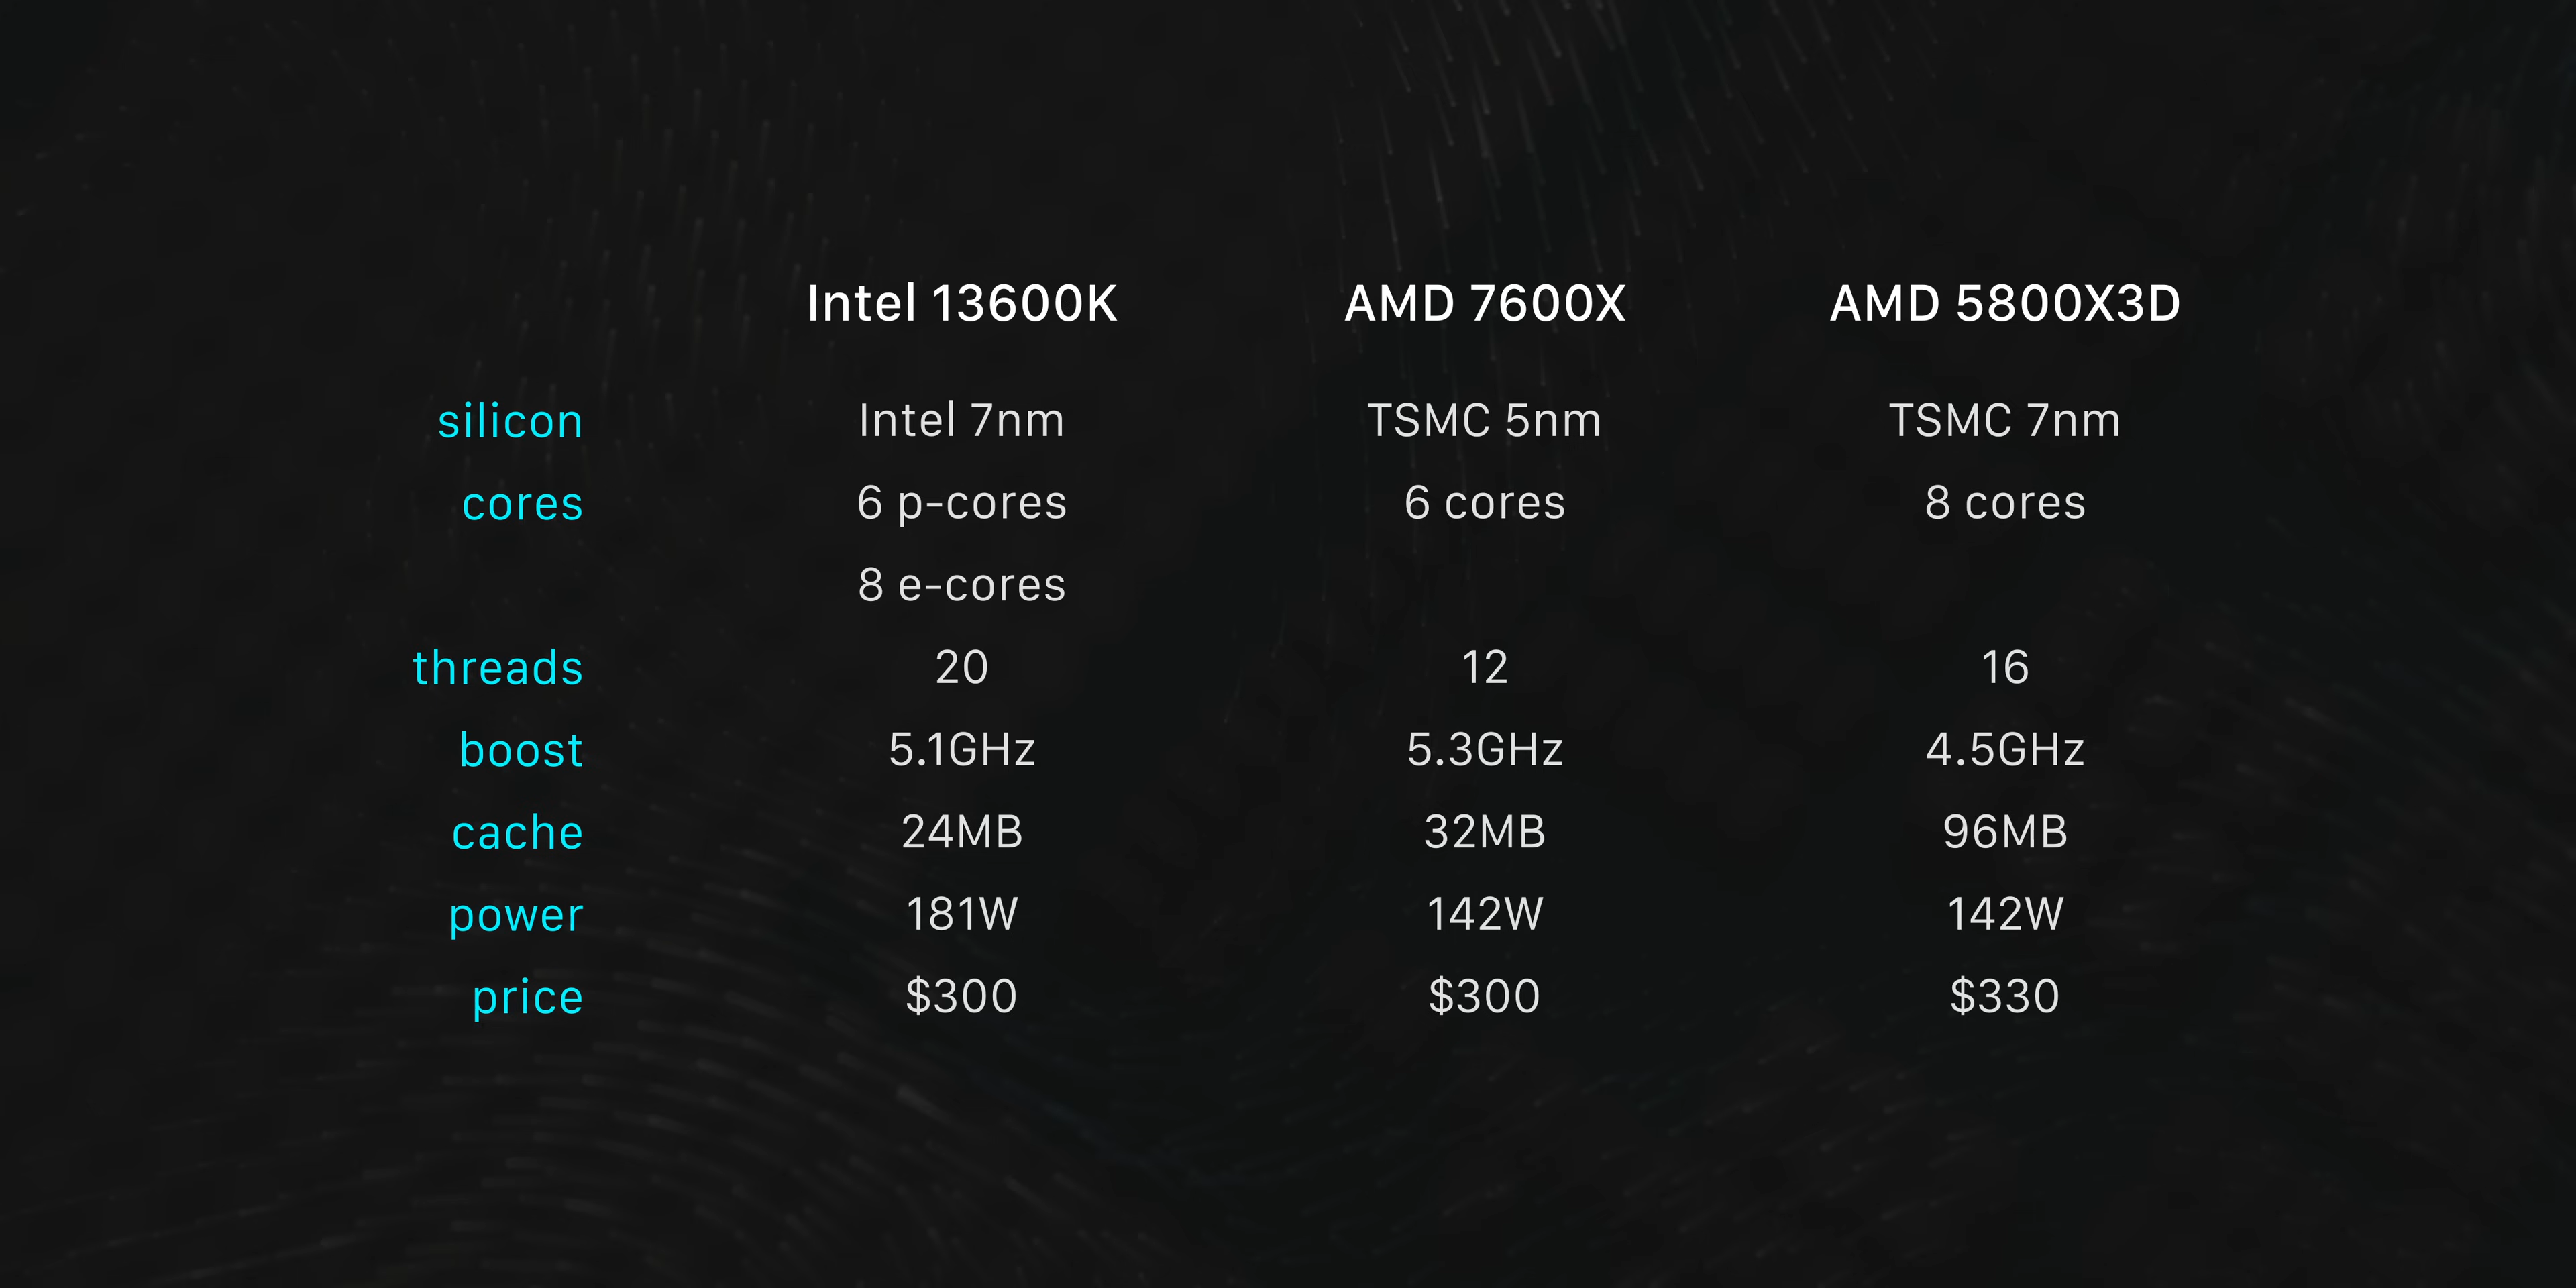 Intel 13600K AMD 7600X AMD 5800X3D
silicon Intel 7nm TSMC 5nm TSMC 7nm
cores 6 p-cores 6 cores 8 cores
8 e-cores
threads 20 12 16
boost 5.1GHz 5.3GHz 4.5GHz
cache 24MB 32MB 96MB
power 181W 142W 142W
price $300 $300 $330